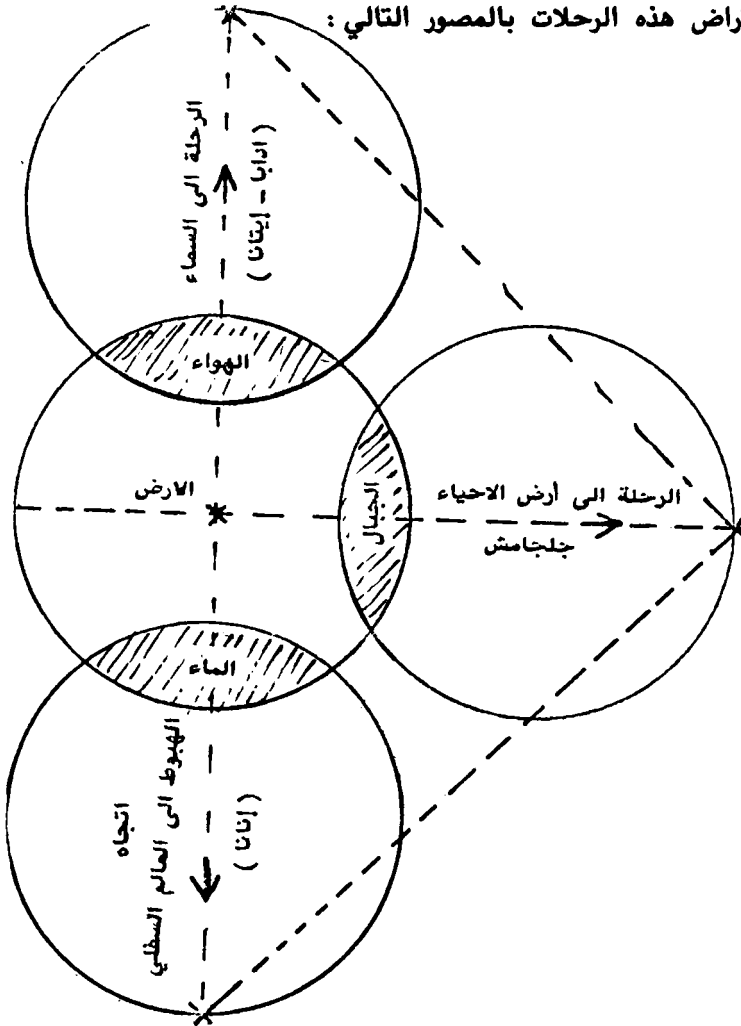 راض هذه الرحلات بالمصور التالي :
الرحلة الى السماء
( ادابا - إيتانا )
الهواء
الارض
الجبال
الرحلة الى أرض الاحياء
جلجامش
الماء
اتجاه
الهبوط الى العالم السفلي
( إنانا )